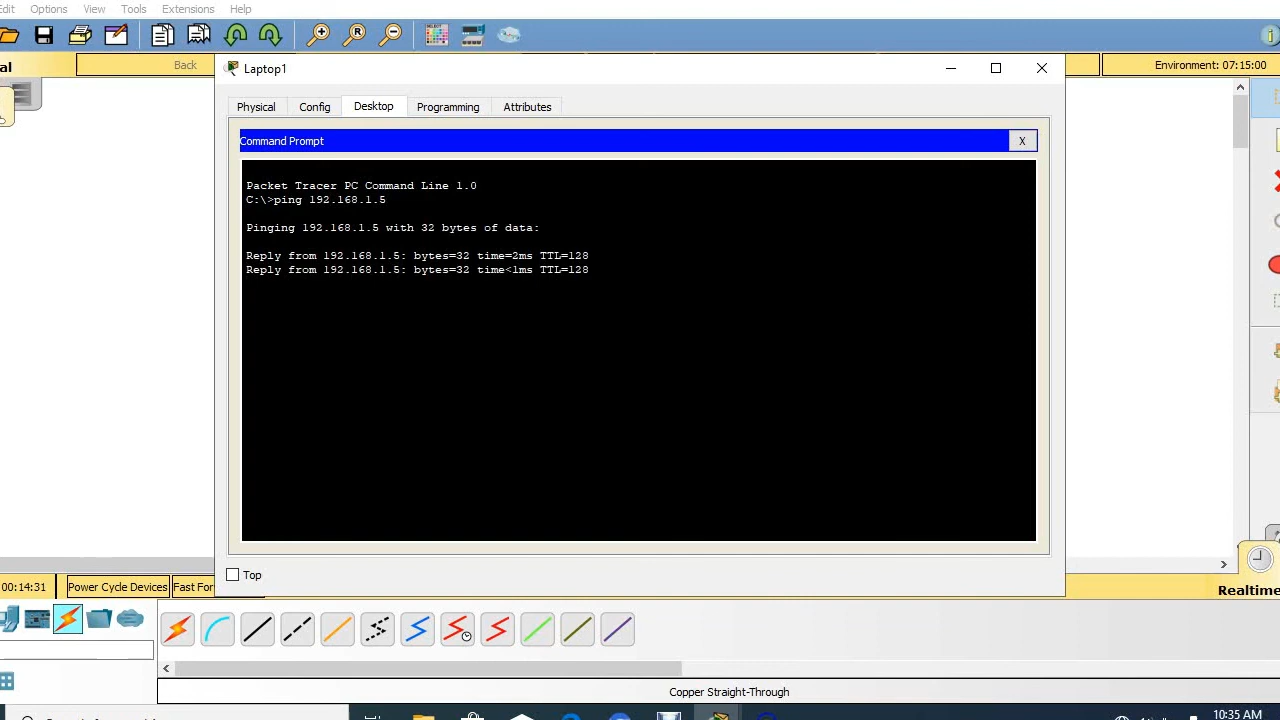 Edit Options View Tools Extensions Help
Back
Environment: 07:15:00
Laptop1
Physical Config Desktop Programming Attributes
Command Prompt X
Packet Tracer PC Command Line 1.0
C:\>ping 192.168.1.5
Pinging 192.168.1.5 with 32 bytes of data:
Reply from 192.168.1.5: bytes=32 time=2ms TTL=128
Reply from 192.168.1.5: bytes=32 time<1ms TTL=128
Top
00:14:31 Power Cycle Devices Fast For
Realtime
Copper Straight-Through
10:35 AM